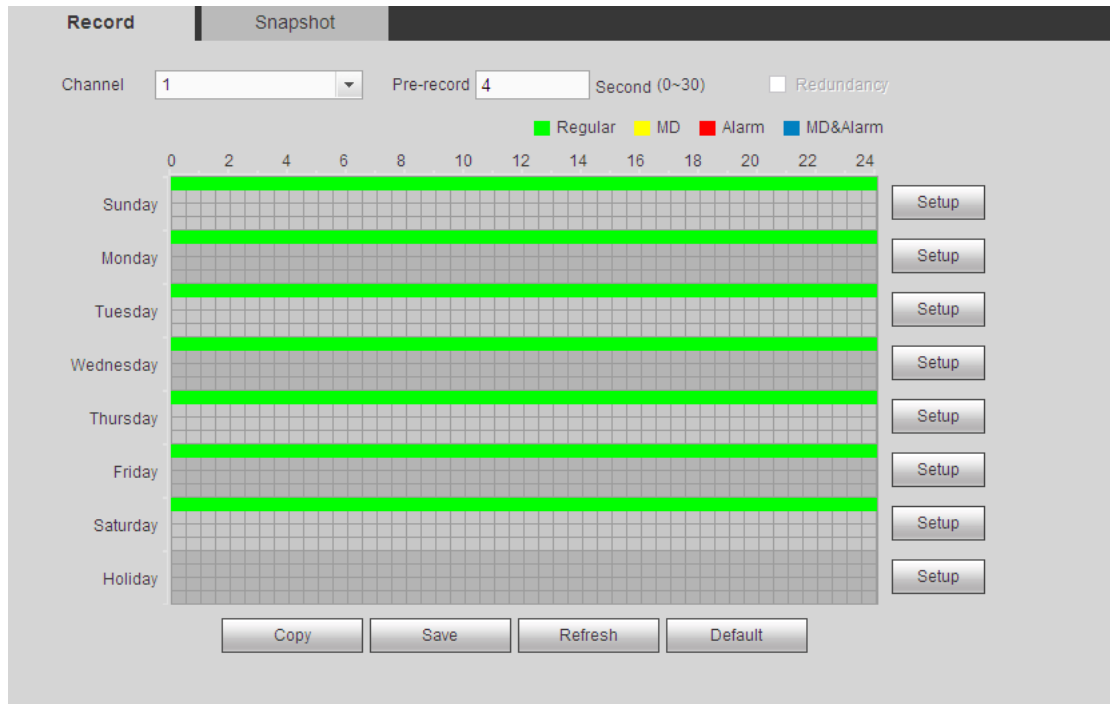 Record Snapshot
Channel 1 Pre-record 4 Second (0~30) Redundancy
Regular MD Alarm MD&Alarm
0 2 4 6 8 10 12 14 16 18 20 22 24
Sunday Setup
Monday Setup
Tuesday Setup
Wednesday Setup
Thursday Setup
Friday Setup
Saturday Setup
Holiday Setup
Copy Save Refresh Default